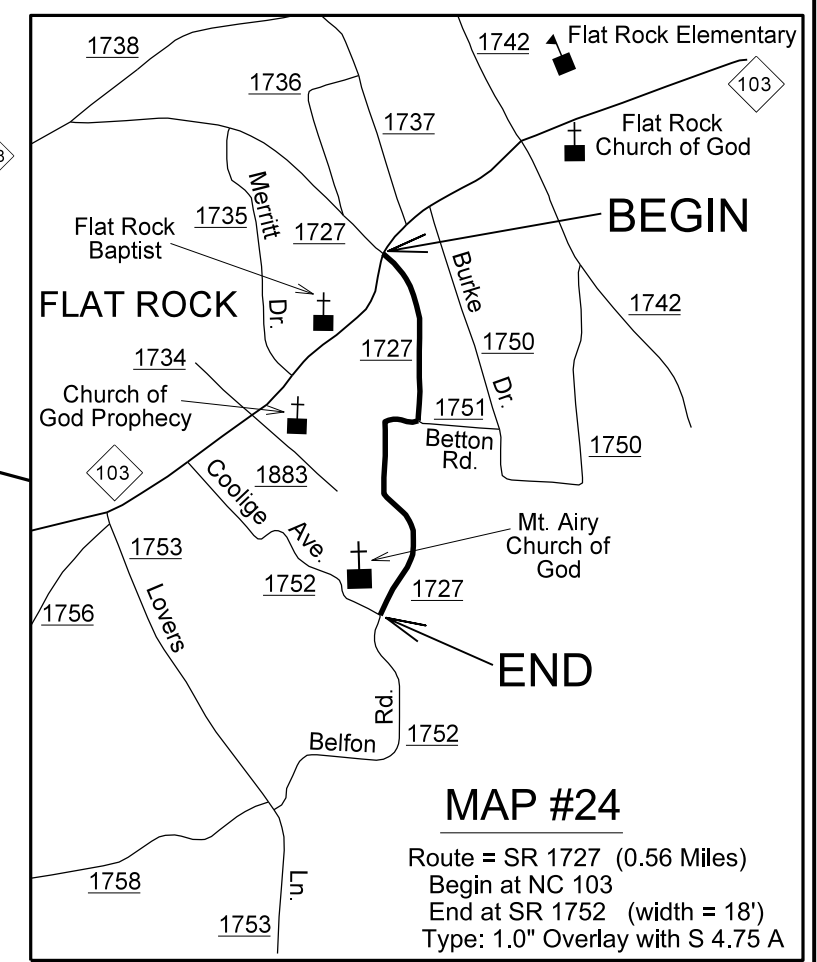 1738
1742
Flat Rock Elementary
103
1736
1737
Flat Rock
Church of God
Merritt
Dr.
1735
1727
Flat Rock
Baptist
BEGIN
FLAT ROCK
Burke
Dr.
1750
1742
1727
1734
Church of
God Prophecy
1751
Betton
Rd.
1750
103
1883
Coolige
Ave.
1753
Mt. Airy
Church of
God
1752
1727
1756
Lovers
END
Rd.
Belfon
1752
MAP #24
Route = SR 1727 (0.56 Miles)
Begin at NC 103
End at SR 1752 (width = 18')
Type: 1.0" Overlay with S 4.75 A
1758
Ln.
1753